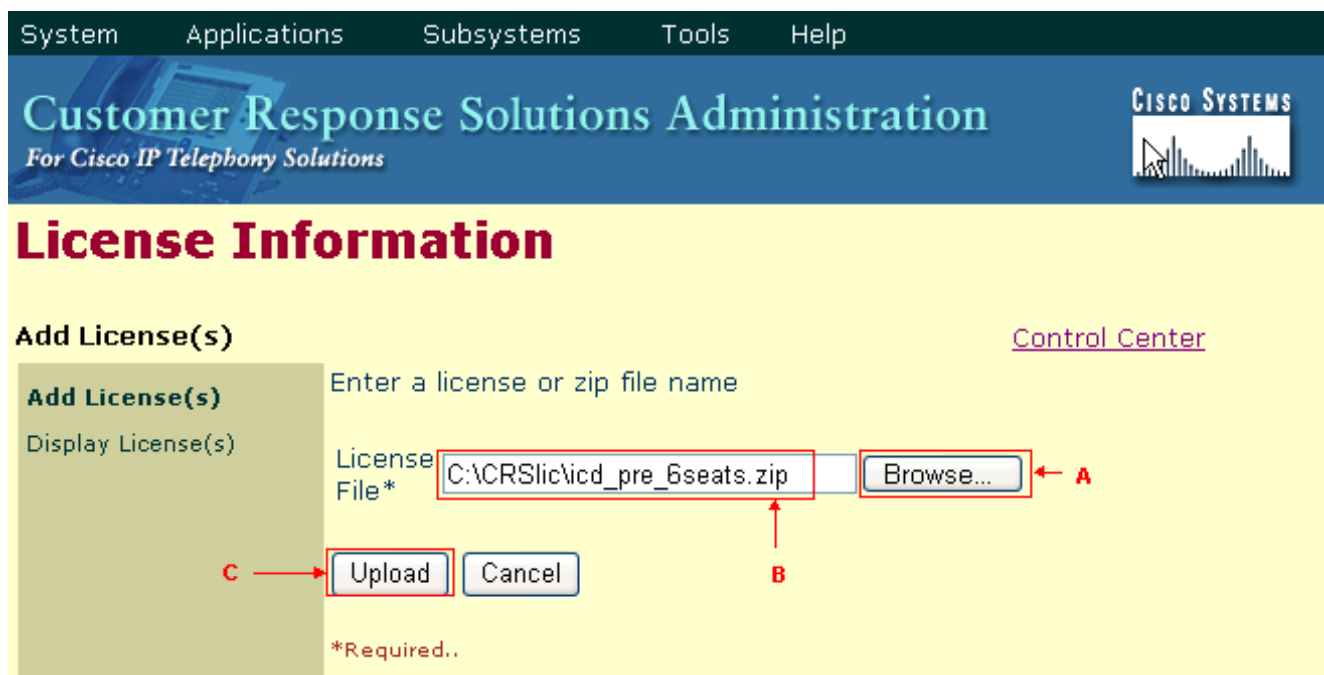 System Applications Subsystems Tools Help
Customer Response Solutions Administration
For Cisco IP Telephony Solutions
CISCO SYSTEMS
License Information
Add License(s)
Control Center
Add License(s)
Display License(s)
Enter a license or zip file name
License
File*
C:\CRSlic\icd_pre_6seats.zip
Browse...
A
B
C
Upload
Cancel
*Required..